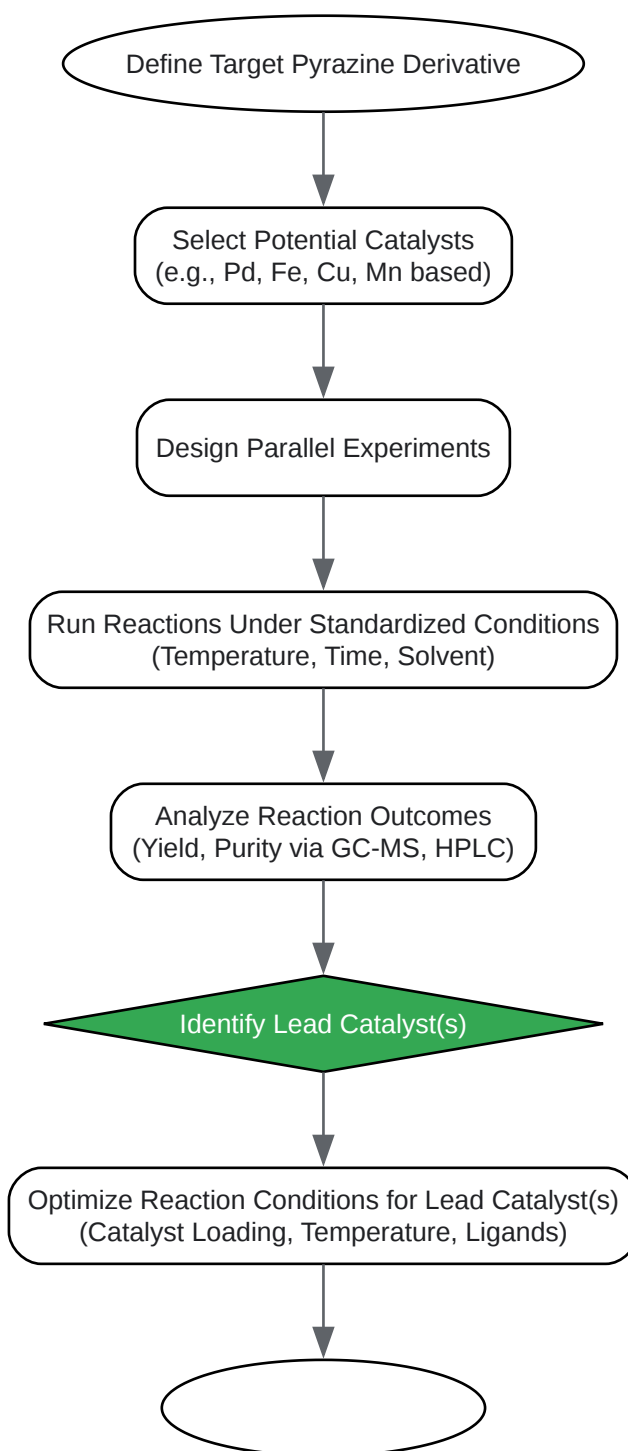 Define Target Pyrazine Derivative
Select Potential Catalysts
(e.g., Pd, Fe, Cu, Mn based)
Design Parallel Experiments
Run Reactions Under Standardized Conditions
(Temperature, Time, Solvent)
Analyze Reaction Outcomes
(Yield, Purity via GC-MS, HPLC)
Identify Lead Catalyst(s)
Optimize Reaction Conditions for Lead Catalyst(s)
(Catalyst Loading, Temperature, Ligands)